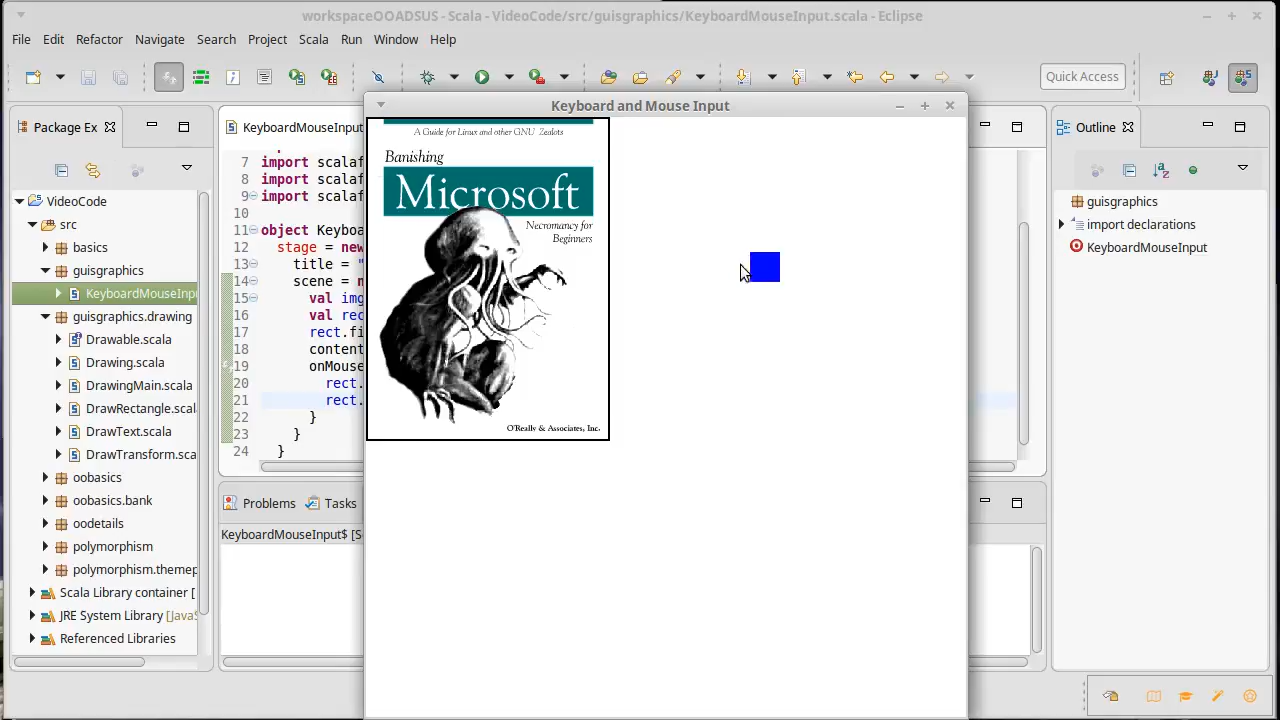 workspaceOOADSUS - Scala - VideoCode/src/guisgraphics/KeyboardMouseInput.scala - Eclipse
File Edit Refactor Navigate Search Project Scala Run Window Help
Quick Access
Package Ex
VideoCode
src
basics
guisgraphics
KeyboardMouseInpu
guisgraphics.drawing
Drawable.scala
Drawing.scala
DrawingMain.scala
DrawRectangle.scal
DrawText.scala
DrawTransform.sca
oobasics
oobasics.bank
oodetails
polymorphism
polymorphism.themep
Scala Library container [
JRE System Library [JavaS
Referenced Libraries
KeyboardMouseInput
7 import scalaf
8 import scalaf
9 import scalaf
10
11 object Keyboa
12 stage = new
13 title = "
14 scene = n
15 val img
16 val rec
17 rect.fi
18 content
19 onMouse
20 rect.
21 rect.
22 }
23 }
24 }
Problems Tasks
KeyboardMouseInput$ [S
Keyboard and Mouse Input
A Guide for Linux and other GNU Zealots
Banishing
Microsoft
Necromancy for
Beginners
O'Really & Associates, Inc.
Outline
guisgraphics
import declarations
KeyboardMouseInput